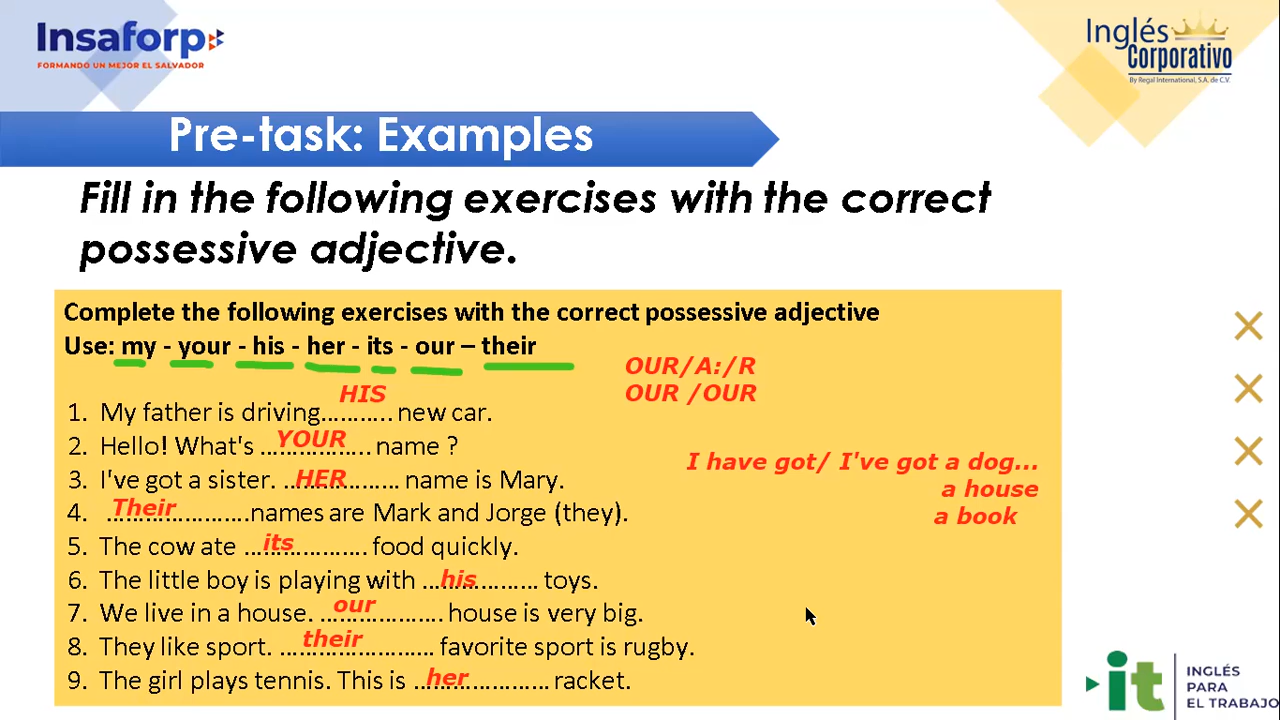 Insaforp
FORMANDO UN MEJOR EL SALVADOR
Inglés
Corporativo
By Regal International, S.A. de C.V.
Pre-task: Examples
Fill in the following exercises with the correct
possessive adjective.
Complete the following exercises with the correct possessive adjective
Use: my - your - his - her - its - our – their
OUR/A:/R
OUR /OUR
HIS
1. My father is driving.......... new car.
YOUR
2. Hello! What's ................. name ?
HER
3. I've got a sister. .................. name is Mary.
I have got/ I've got a dog...
a house
a book
Their
4. ......................names are Mark and Jorge (they).
its
5. The cow ate ................... food quickly.
his
6. The little boy is playing with .................. toys.
our
7. We live in a house. ................... house is very big.
their
8. They like sport. ........................ favorite sport is rugby.
her
9. The girl plays tennis. This is ..................... racket.
it
INGLÉS
PARA
EL TRABAJO